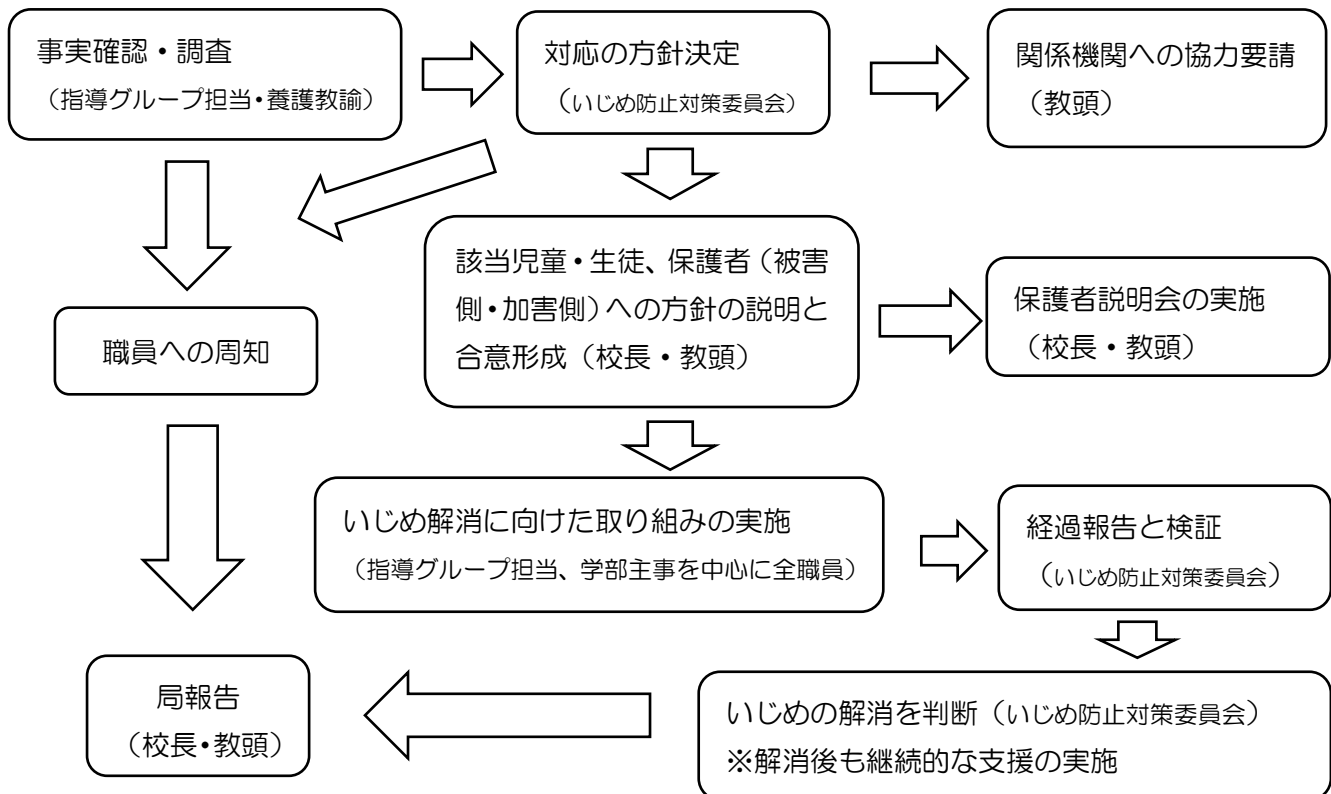 事実確認・調査
（指導グループ担当・養護教諭）
対応の方針決定
（いじめ防止対策委員会）
関係機関への協力要請
（教頭）
該当児童・生徒、保護者（被害
側・加害側）への方針の説明と
合意形成（校長・教頭）
保護者説明会の実施
（校長・教頭）
職員への周知
いじめ解消に向けた取り組みの実施
（指導グループ担当、学部主事を中心に全職員）
経過報告と検証
（いじめ防止対策委員会）
局報告
（校長・教頭）
いじめの解消を判断（いじめ防止対策委員会）
※解消後も継続的な支援の実施